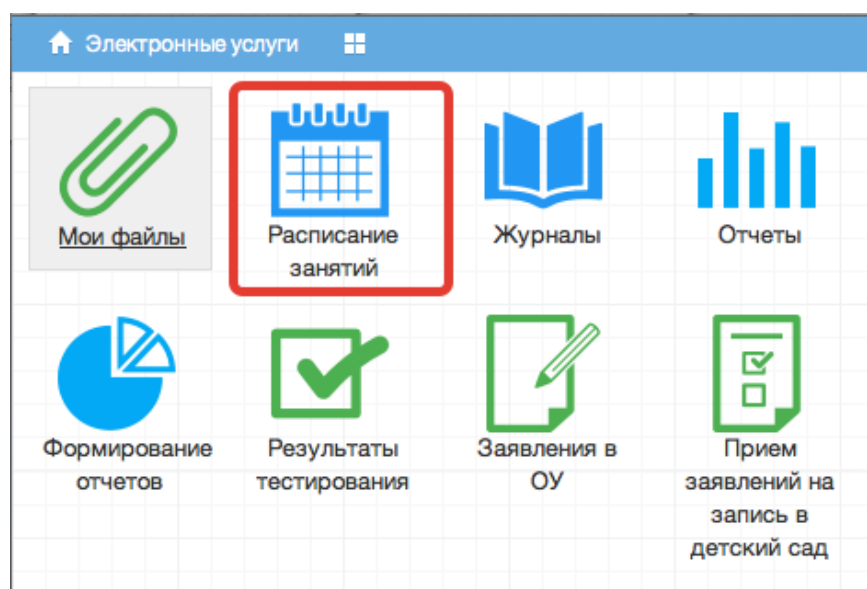 Электронные услуги
Мои файлы
Расписание
занятий
Журналы
Отчеты
Формирование
отчетов
Результаты
тестирования
Заявления в
ОУ
Прием
заявлений на
запись в
детский сад